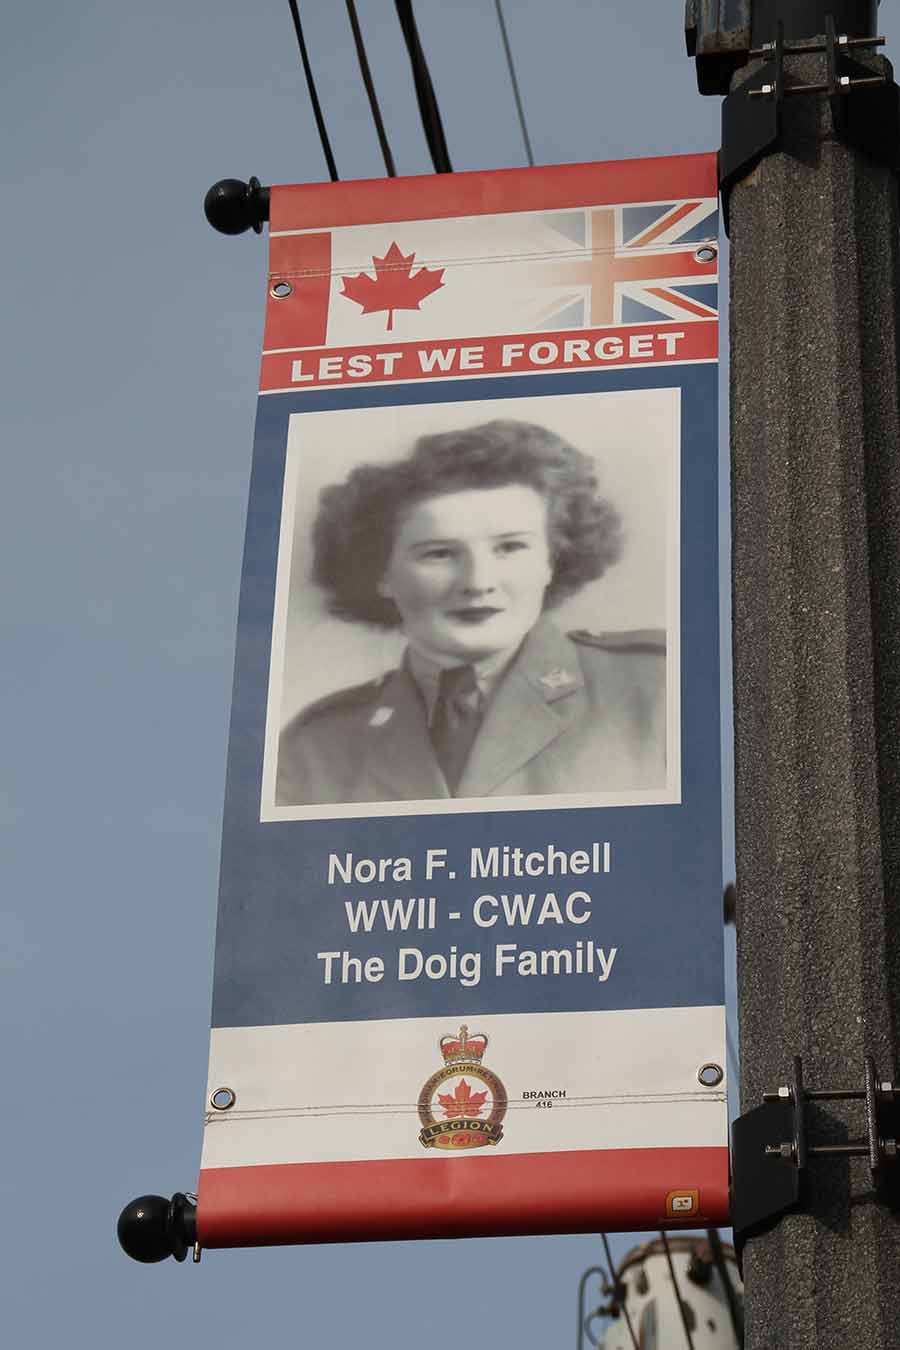 LEST WE FORGET
Nora F. Mitchell
WWII - CWAC
The Doig Family
LEGION
BRANCH
416